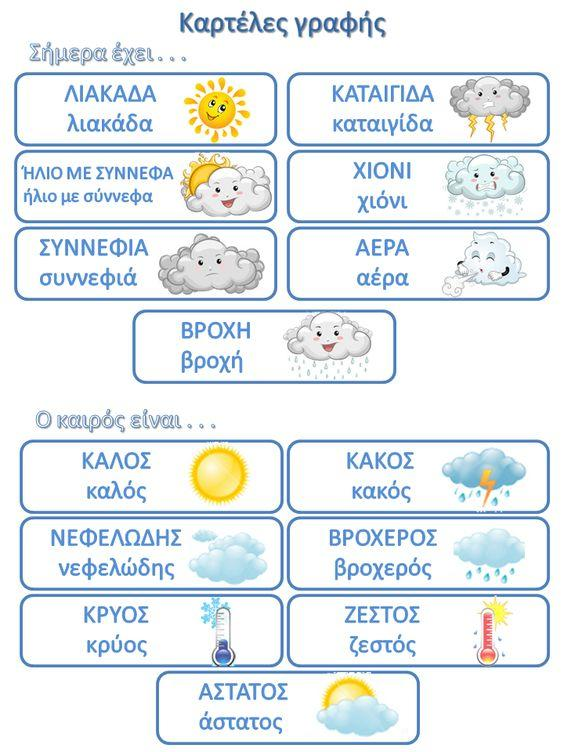 Καρτέλες γραφής
Σήμερα έχει . . .
ΛΙΑΚΑΔΑ
λιακάδα
ΚΑΤΑΙΓΙΔΑ
καταιγίδα
ΉΛΙΟ ΜΕ ΣΥΝΝΕΦΑ
ήλιο με σύννεφα
ΧΙΟΝΙ
χιόνι
ΣΥΝΝΕΦΙΑ
συννεφιά
ΑΕΡΑ
αέρα
ΒΡΟΧΗ
βροχή
Ο καιρός είναι . . .
ΚΑΛΟΣ
καλός
ΚΑΚΟΣ
κακός
ΝΕΦΕΛΩΔΗΣ
νεφελώδης
ΒΡΟΧΕΡΟΣ
βροχερός
ΚΡΥΟΣ
κρύος
ΖΕΣΤΟΣ
ζεστός
ΑΣΤΑΤΟΣ
άστατος